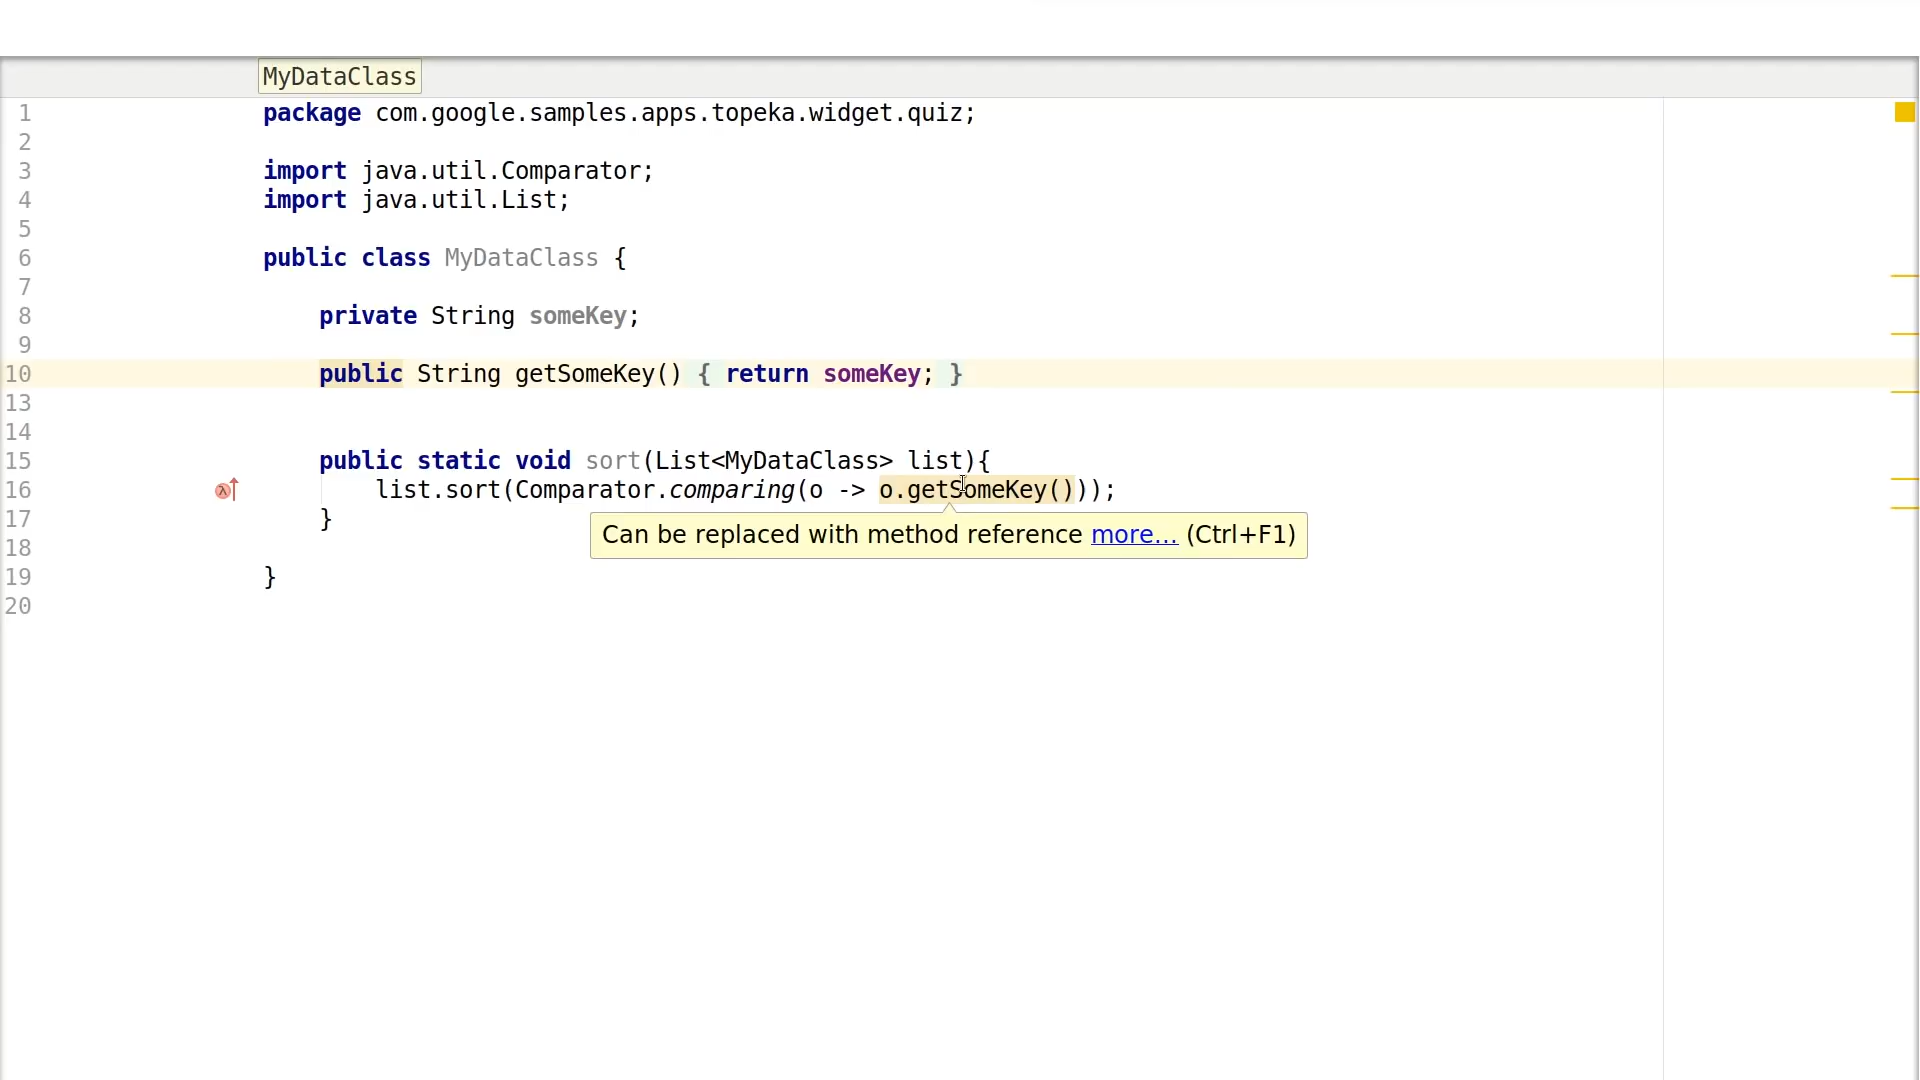 MyDataClass
1 package com.google.samples.apps.topeka.widget.quiz;
2
3 import java.util.Comparator;
4 import java.util.List;
5
6 public class MyDataClass {
7
8 private String someKey;
9
10 public String getSomeKey() { return someKey; }
13
14
15 public static void sort(List<MyDataClass> list){
16 λ list.sort(Comparator.comparing(o -> o.getSomeKey()));
17 }
Can be replaced with method reference more... (Ctrl+F1)
18
19 }
20